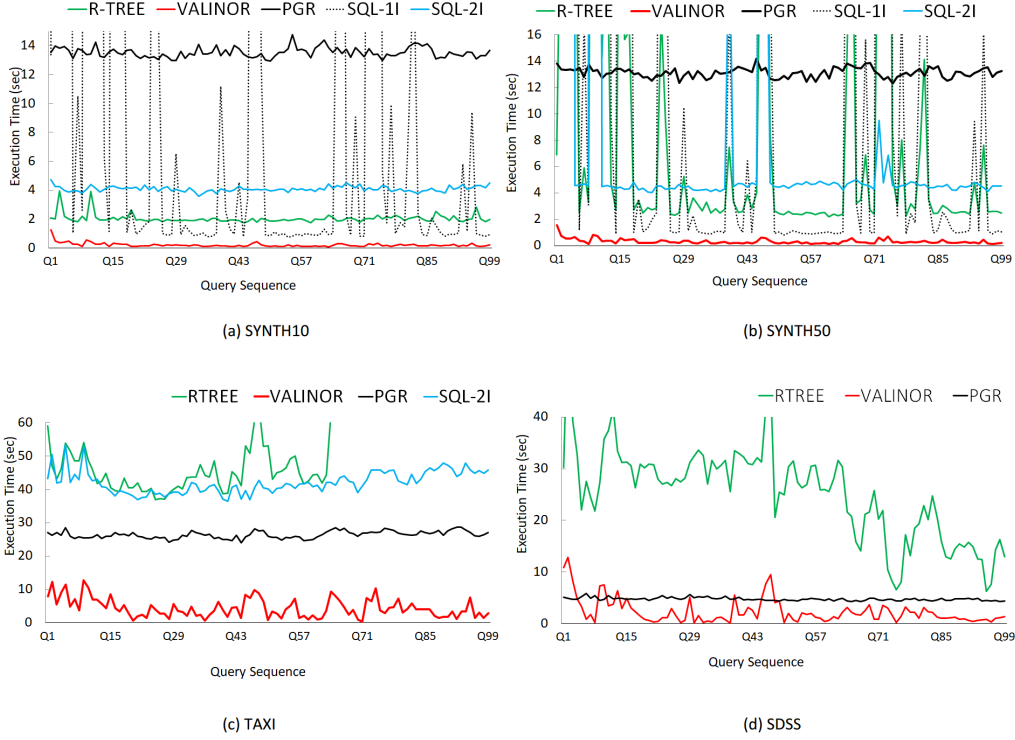 R-TREE VALINOR PGR SQL-1I SQL-2I
Execution Time (sec)
14
12
10
8
6
4
2
0
Q1 Q15 Q29 Q43 Q57 Q71 Q85 Q99
Query Sequence
(a) SYNTH10
R-TREE VALINOR PGR SQL-1I SQL-2I
Execution Time (sec)
16
14
12
10
8
6
4
2
0
Q1 Q15 Q29 Q43 Q57 Q71 Q85 Q99
Query Sequence
(b) SYNTH50
RTREE VALINOR PGR SQL-2I
Execution Time (sec)
60
50
40
30
20
10
0
Q1 Q15 Q29 Q43 Q57 Q71 Q85 Q99
Query Sequence
(c) TAXI
RTREE VALINOR PGR
Execution Time (sec)
40
30
20
10
0
Q1 Q15 Q29 Q43 Q57 Q71 Q85 Q99
Query Sequence
(d) SDSS